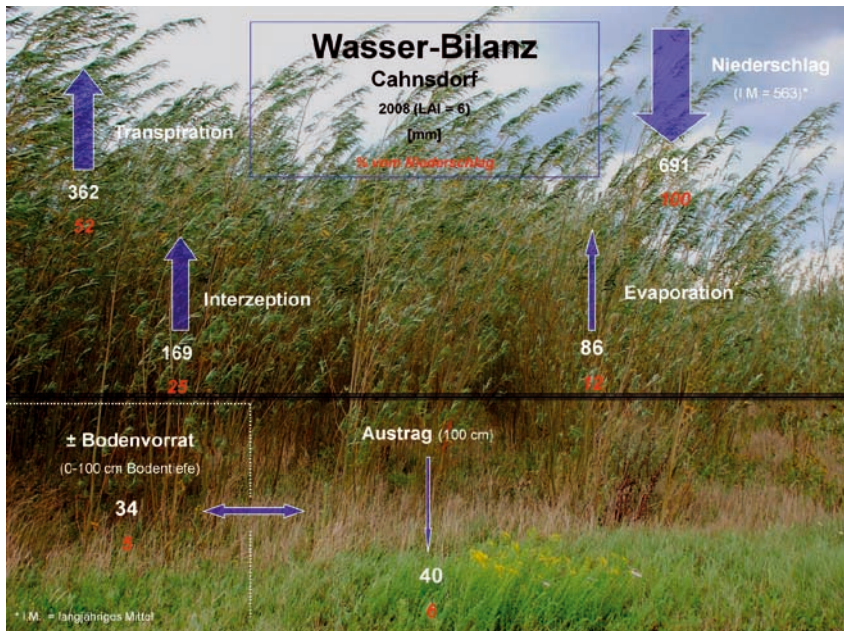 Wasser-Bilanz
Cahnsdorf
2008 (LAI = 6)
[mm]
% vom Niederschlag
Niederschlag
(I.M = 563)*
691
100
Transpiration
362
52
Interzeption
169
25
Evaporation
86
12
± Bodenvorrat
(0-100 cm Bodentiefe)
34
5
Austrag (100 cm)
40
6
* I.M. = langjähriges Mittel